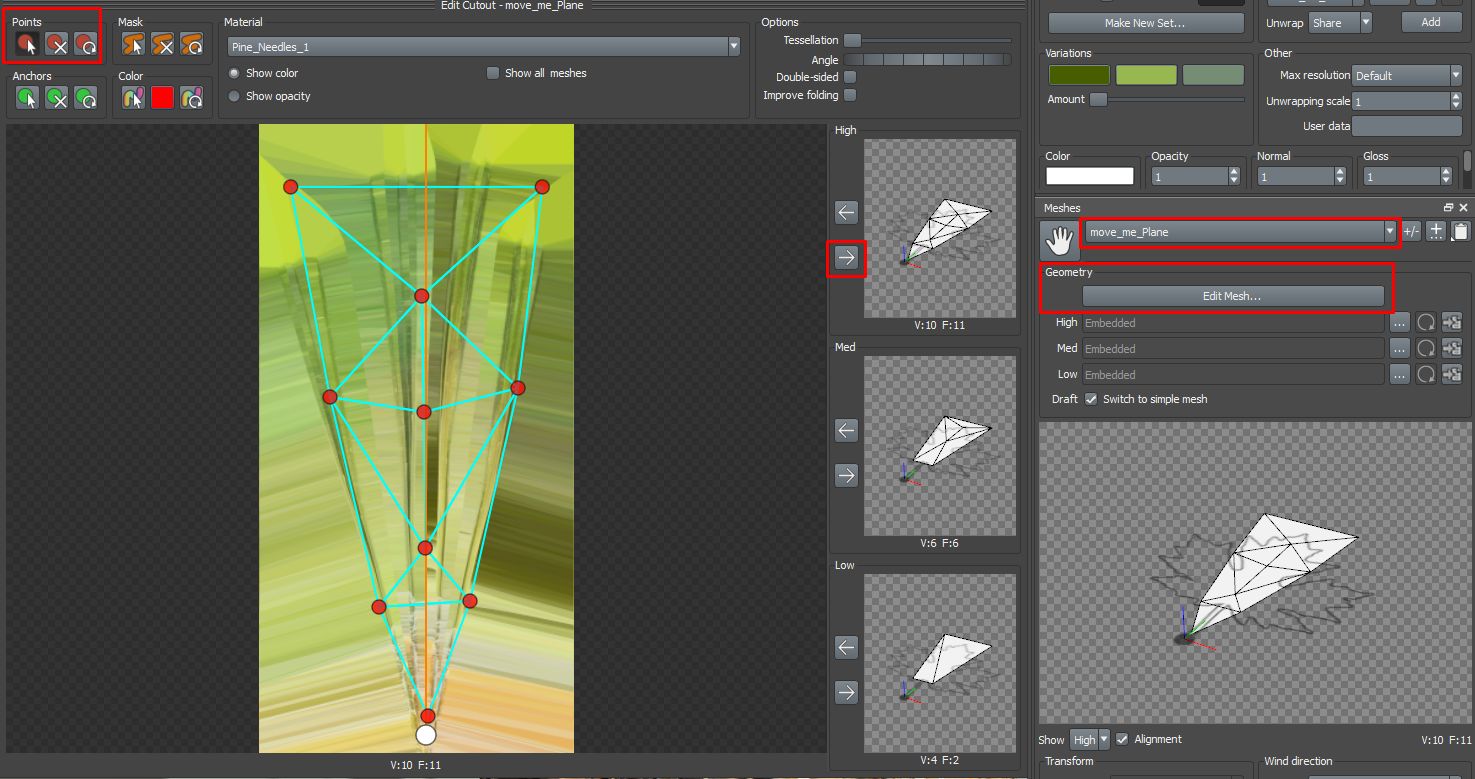 Edit Cutout - move_me_Plane
Points
Mask
Material
Options
Pine_Needles_1
Tessellation
Angle
Anchors
Color
Show color
Show all meshes
Double-sided
Show opacity
Improve folding
High
V:10 F:11
Med
V:6 F:6
Low
V:4 F:2
V:10 F:11
Make New Set...
Unwrap
Share
Add
Variations
Other
Max resolution
Default
Amount
Unwrapping scale
1
User data
Color
Opacity
Normal
Gloss
1
1
1
Meshes
move_me_Plane
+/-
Geometry
Edit Mesh...
High
Embedded
...
Med
Embedded
...
Low
Embedded
...
Draft
Switch to simple mesh
Show
High
Alignment
V:10 F:11
Transform
Wind direction